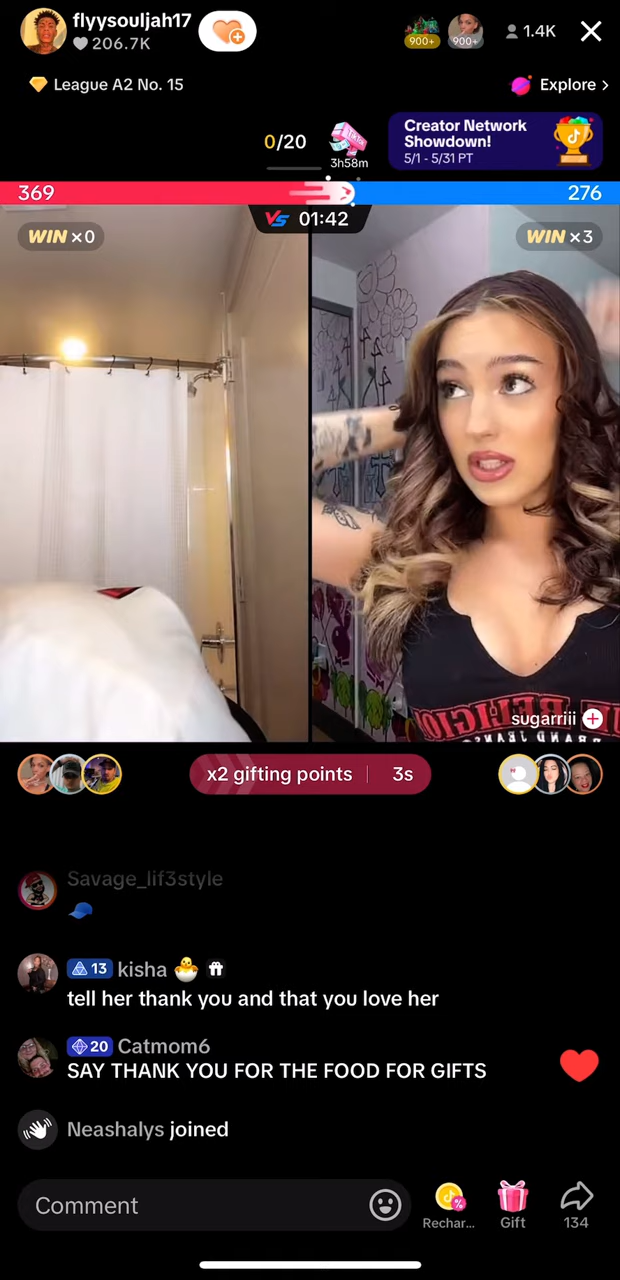 flyysouljah17
206.7K
900+
900+
1.4K
League A2 No. 15
Explore >
0/20
3h58m
Creator Network
Showdown!
5/1 - 5/31 PT
369
276
VS 01:42
WIN x0
WIN x3
sugarriii
x2 gifting points | 3s
Savage_lif3style
13 kisha
tell her thank you and that you love her
20 Catmom6
SAY THANK YOU FOR THE FOOD FOR GIFTS
Neashalys joined
Comment
Rechar...
Gift
134